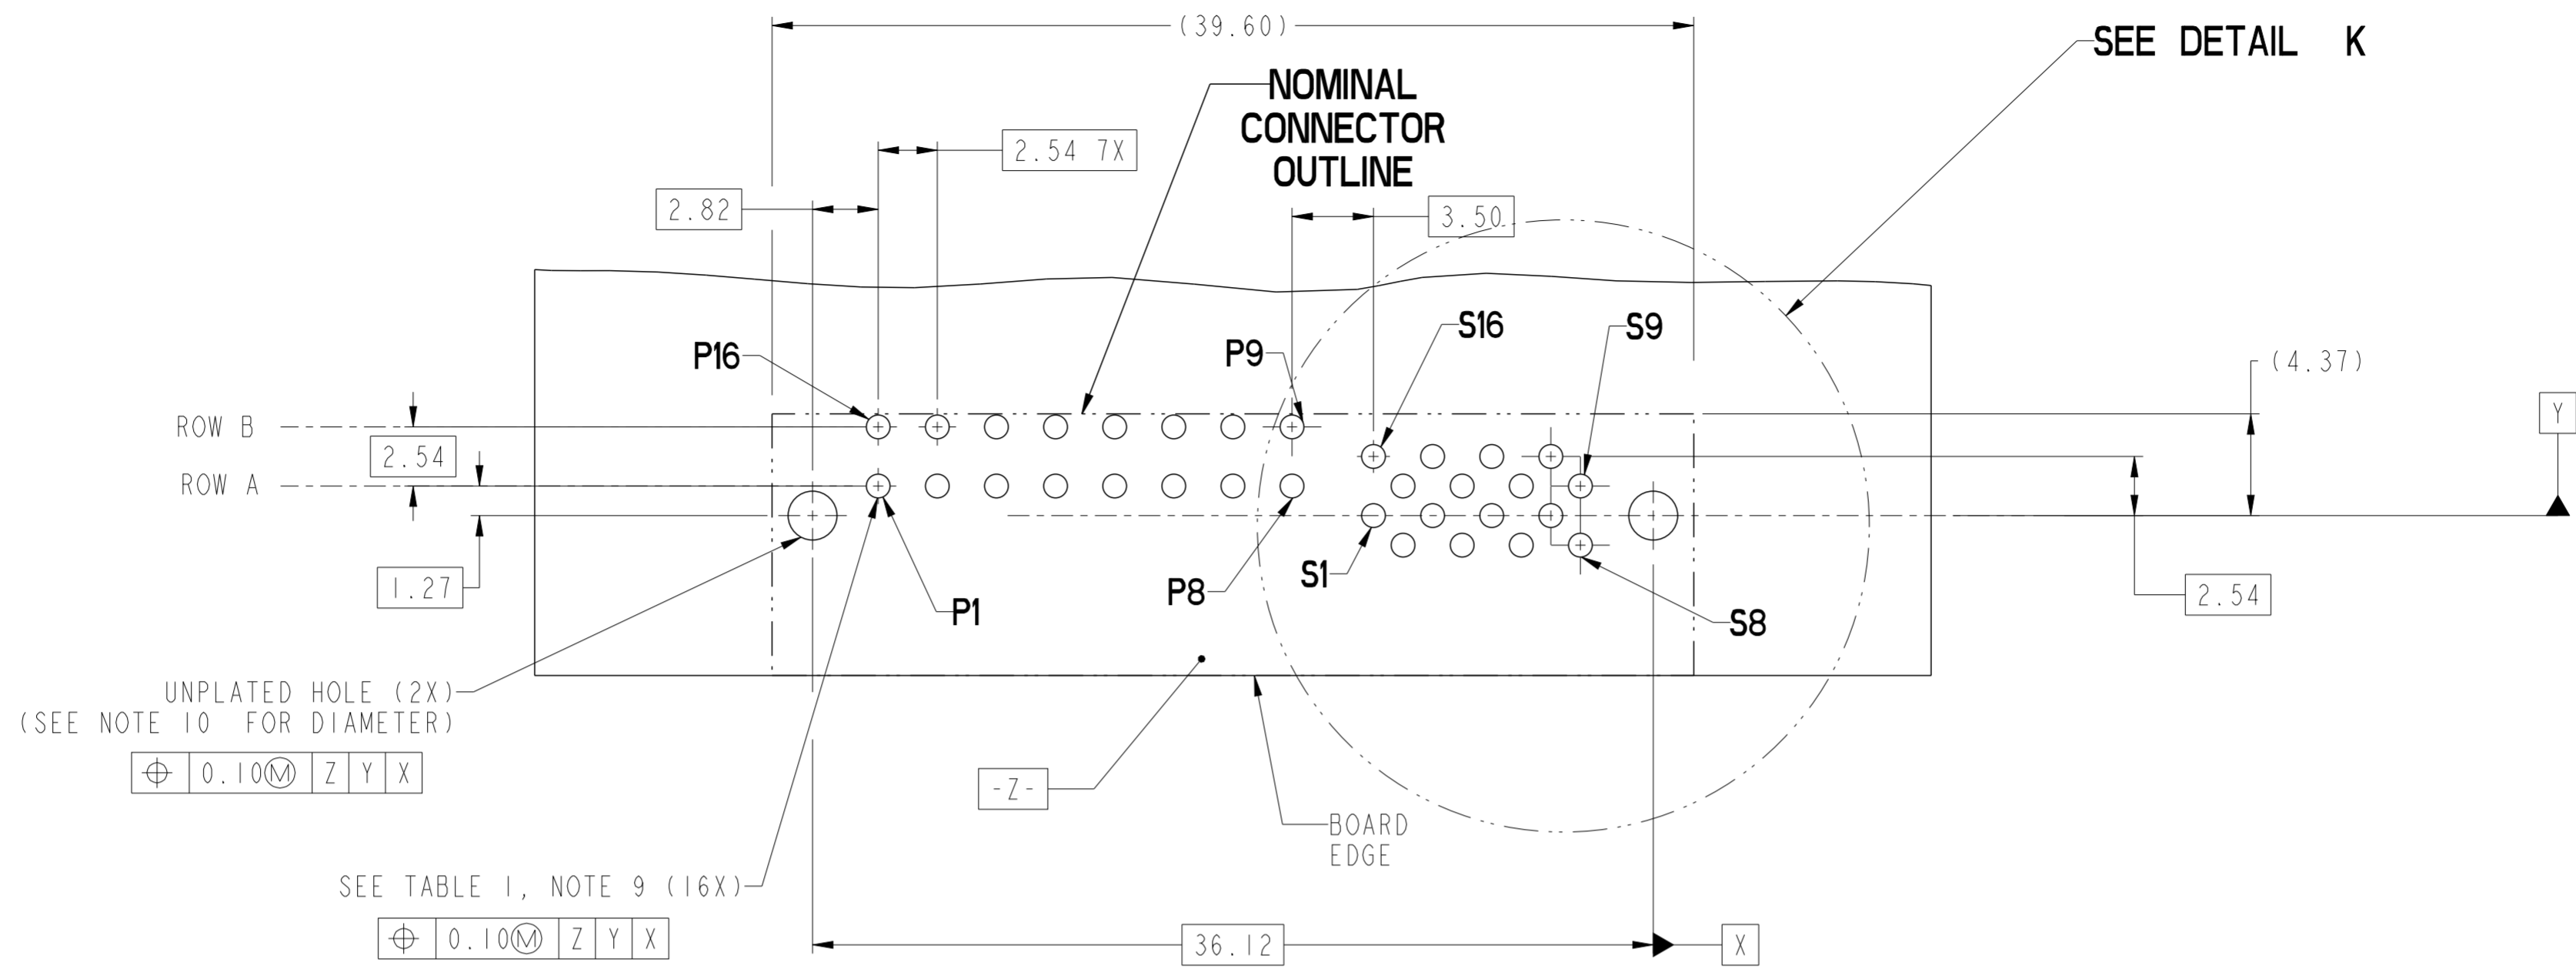 (39.60)
SEE DETAIL K
NOMINAL
CONNECTOR
OUTLINE
2.54 7X
2.82
3.50
S16
S9
P16
P9
(4.37)
Y
ROW B
2.54
ROW A
1.27
S1
P8
P1
S8
2.54
UNPLATED HOLE (2X)
(SEE NOTE 10 FOR DIAMETER)
⌖ 0.10Ⓜ Z Y X
-Z-
BOARD
EDGE
SEE TABLE 1, NOTE 9 (16X)
⌖ 0.10Ⓜ Z Y X
36.12
X